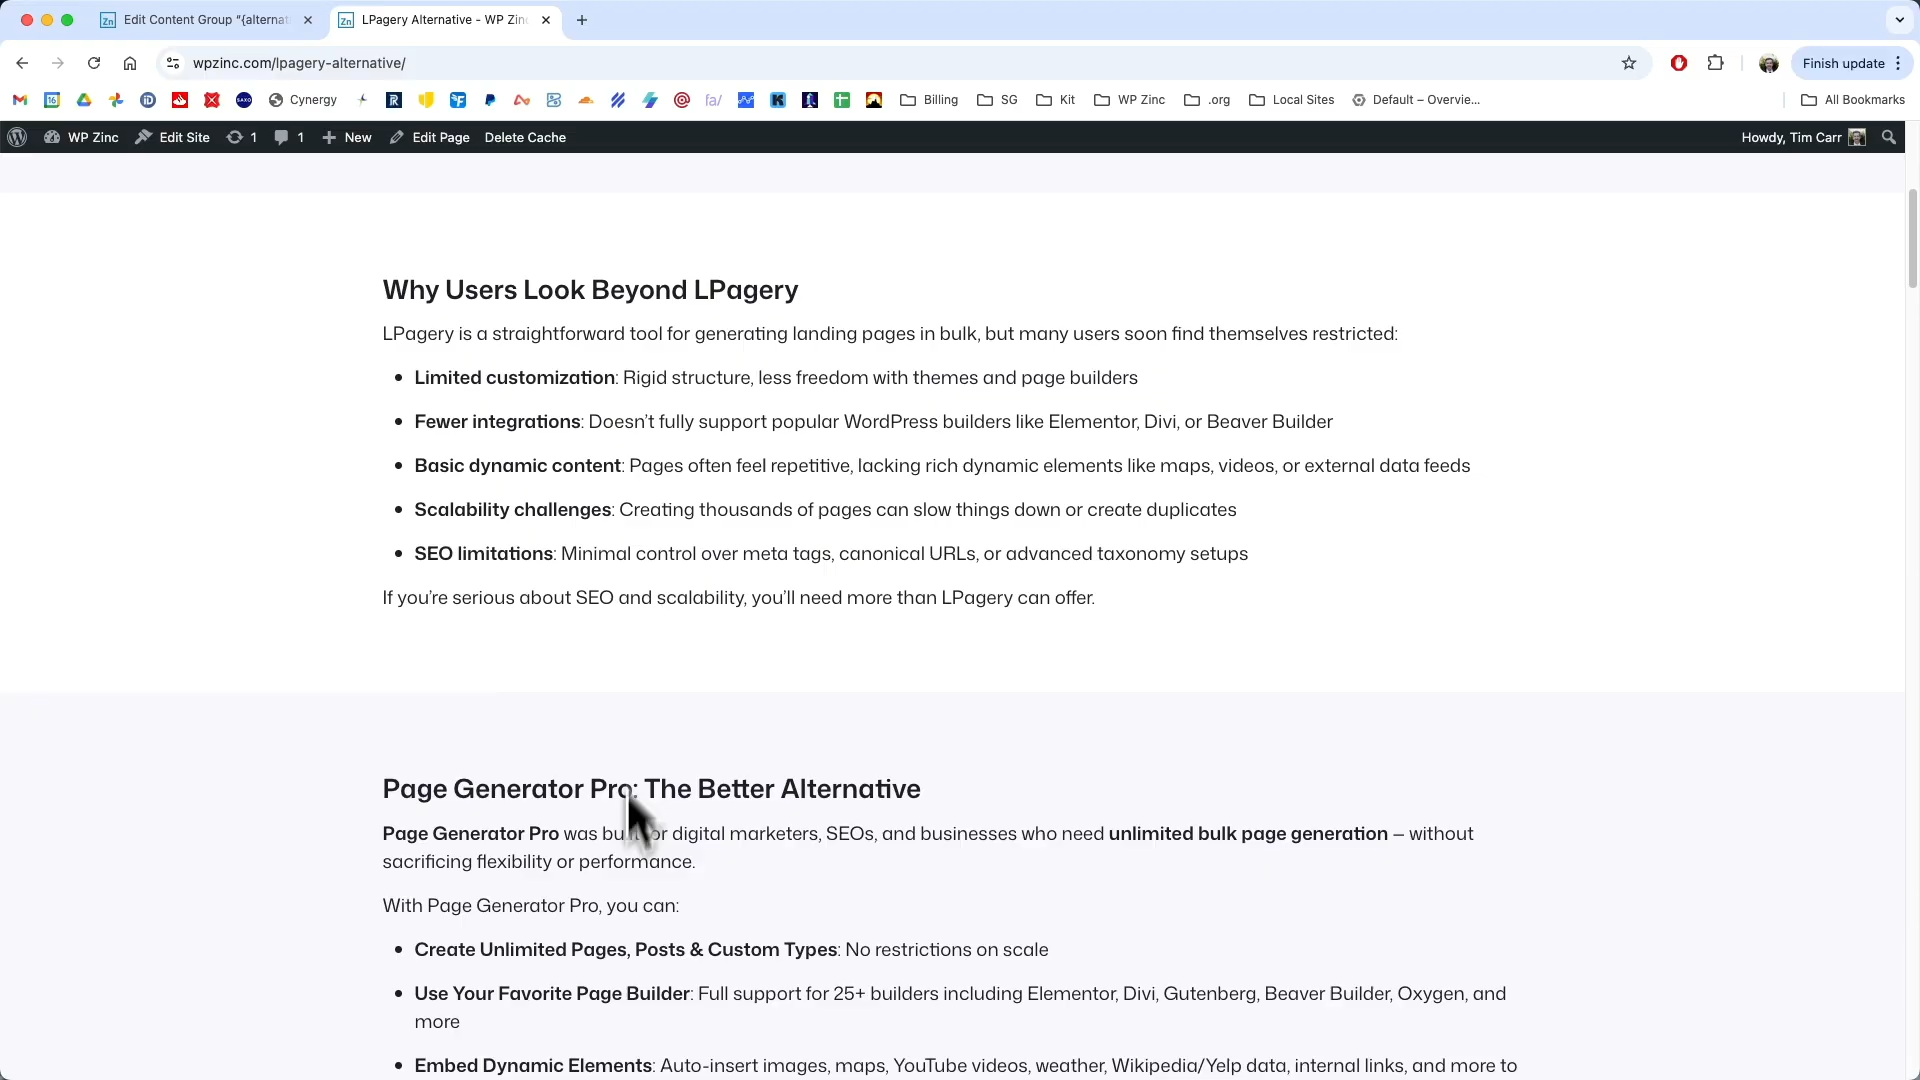 Edit Content Group "{alternat
LPagery Alternative - WP Zinc
wpzinc.com/lpagery-alternative/
Finish update
Cynergy
fa/
Billing
SG
Kit
WP Zinc
.org
Local Sites
Default – Overvie...
All Bookmarks
WP Zinc
Edit Site
1
1
New
Edit Page
Delete Cache
Howdy, Tim Carr
Why Users Look Beyond LPagery
LPagery is a straightforward tool for generating landing pages in bulk, but many users soon find themselves restricted:
• Limited customization: Rigid structure, less freedom with themes and page builders
• Fewer integrations: Doesn’t fully support popular WordPress builders like Elementor, Divi, or Beaver Builder
• Basic dynamic content: Pages often feel repetitive, lacking rich dynamic elements like maps, videos, or external data feeds
• Scalability challenges: Creating thousands of pages can slow things down or create duplicates
• SEO limitations: Minimal control over meta tags, canonical URLs, or advanced taxonomy setups
If you’re serious about SEO and scalability, you’ll need more than LPagery can offer.
Page Generator Pro: The Better Alternative
Page Generator Pro was built for digital marketers, SEOs, and businesses who need unlimited bulk page generation – without
sacrificing flexibility or performance.
With Page Generator Pro, you can:
• Create Unlimited Pages, Posts & Custom Types: No restrictions on scale
• Use Your Favorite Page Builder: Full support for 25+ builders including Elementor, Divi, Gutenberg, Beaver Builder, Oxygen, and
more
• Embed Dynamic Elements: Auto-insert images, maps, YouTube videos, weather, Wikipedia/Yelp data, internal links, and more to